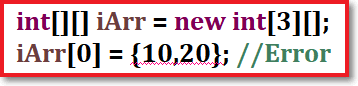 int[][] iArr = new int[3][];
iArr[0] = {10,20}; //Error